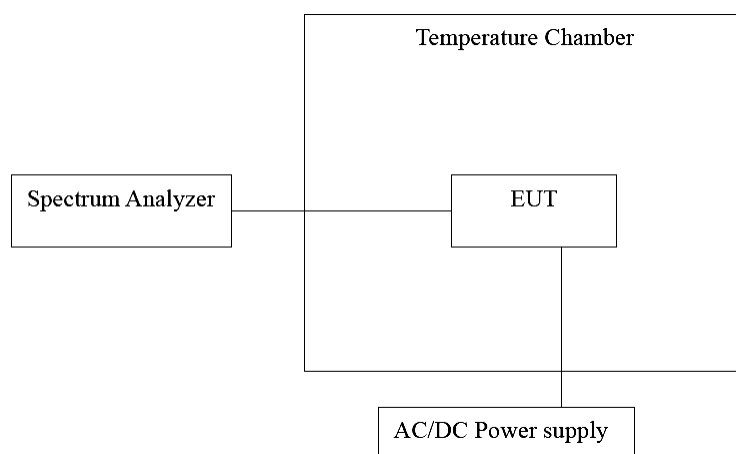 Temperature Chamber
Spectrum Analyzer
EUT
AC/DC Power supply